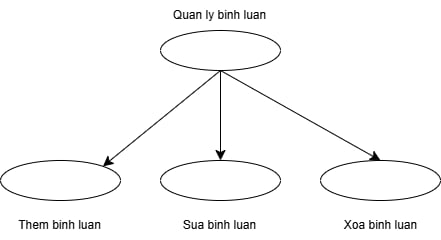 Quan ly binh luan
Them binh luan
Sua binh luan
Xoa binh luan